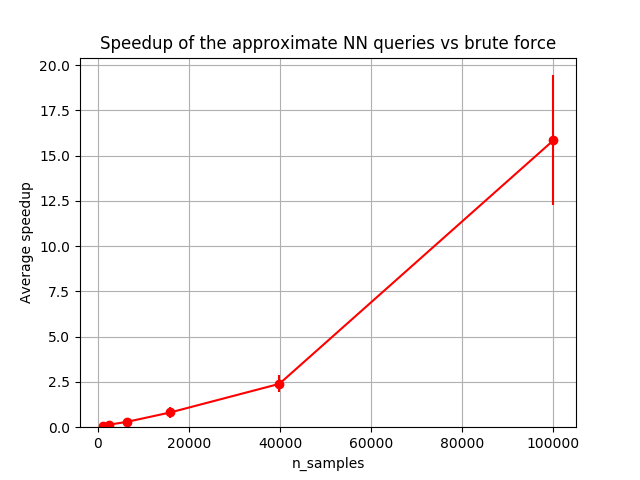 Speedup of the approximate NN queries vs brute force
20.0
17.5
15.0
12.5
10.0
7.5
5.0
2.5
0.0
Average speedup
0 20000 40000 60000 80000 100000
n_samples